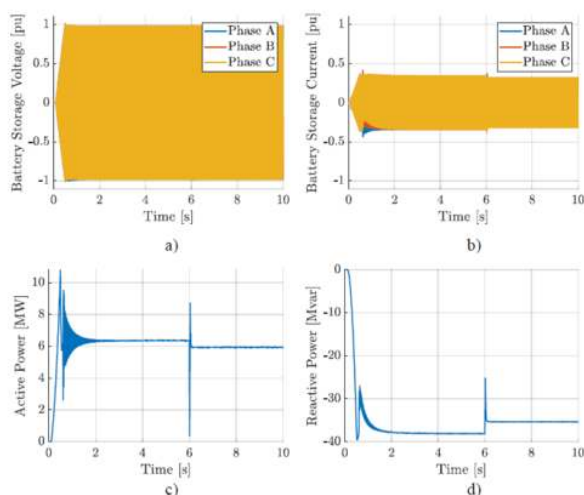 Battery Storage Voltage [pu]
1
0.5
0
-0.5
-1
0
2
4
6
8
10
Time [s]
Phase A
Phase B
Phase C
a)
Battery Storage Current [pu]
1
0.5
0
-0.5
-1
0
2
4
6
8
10
Time [s]
Phase A
Phase B
Phase C
b)
Active Power [MW]
10
8
6
4
2
0
0
2
4
6
8
10
Time [s]
c)
Reactive Power [Mvar]
0
-10
-20
-30
-40
0
2
4
6
8
10
Time [s]
d)